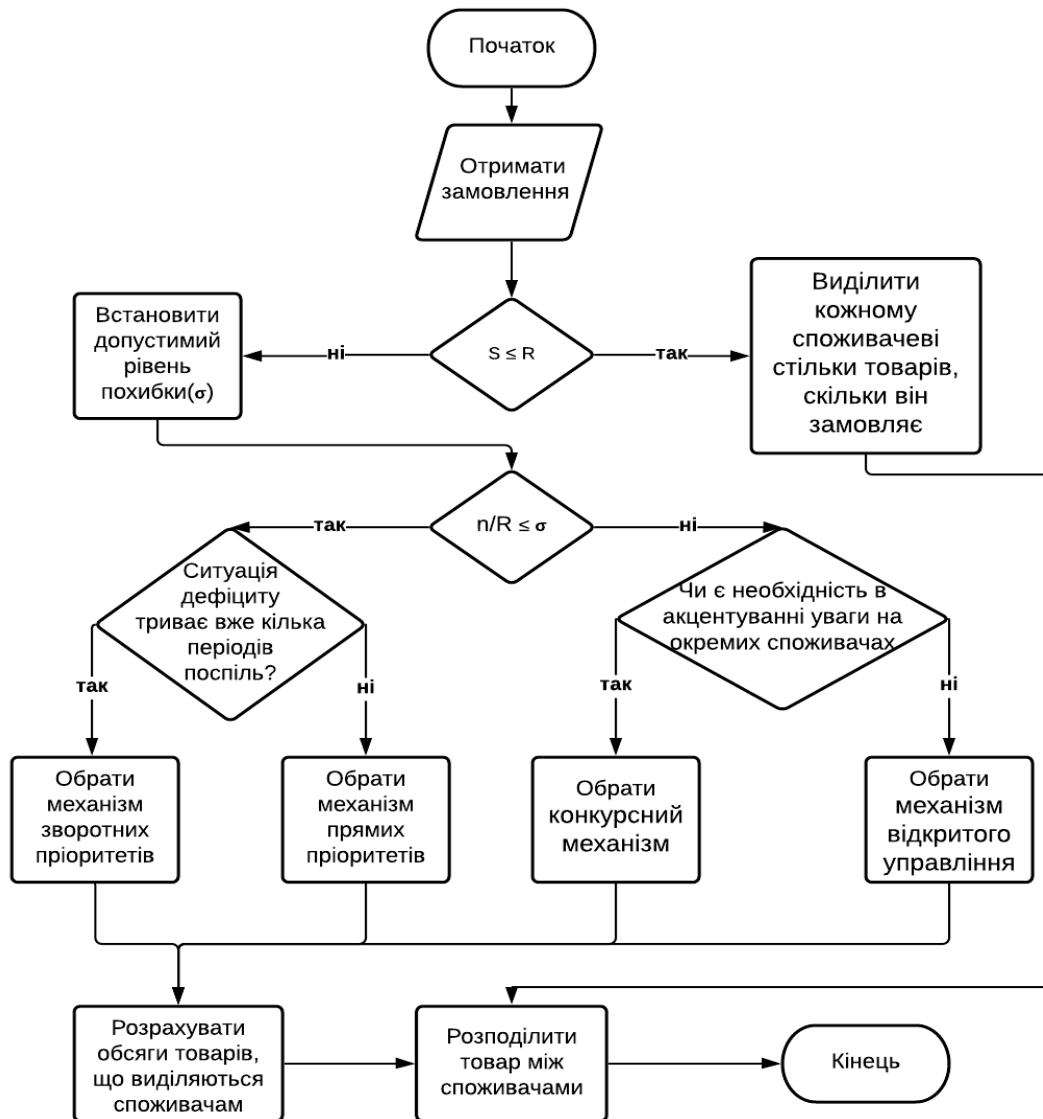 Початок
Отримати
замовлення
S ≤ R
ні
так
Встановити
допустимий
рівень
похибки(σ)
Виділити
кожному
споживачеві
стільки товарів,
скільки він
замовляє
n/R ≤ σ
так
ні
Ситуація
дефіциту
триває вже кілька
періодів
поспіль?
Чи є необхідність в
акцентуванні уваги на
окремих споживачах
так
ні
так
ні
Обрати
механізм
зворотних
пріоритетів
Обрати
механізм
прямих
пріоритетів
Обрати
конкурсний
механізм
Обрати
механізм
відкритого
управління
Розрахувати
обсяги товарів,
що виділяються
споживачам
Розподілити
товар між
споживачами
Кінець